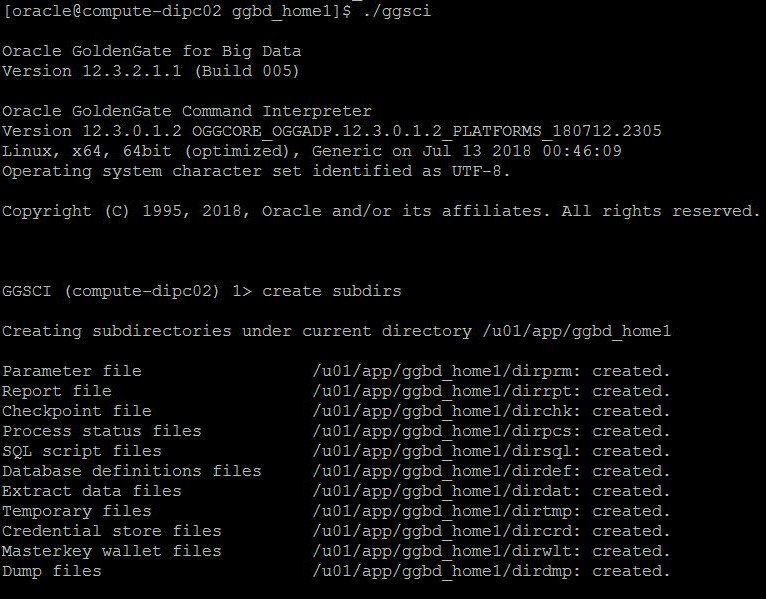 [oracle@compute-dipc02 ggbd_home1]$ ./ggsci
Oracle GoldenGate for Big Data
Version 12.3.2.1.1 (Build 005)
Oracle GoldenGate Command Interpreter
Version 12.3.0.1.2 OGGCORE_OGGADP.12.3.0.1.2_PLATFORMS_180712.2305
Linux, x64, 64bit (optimized), Generic on Jul 13 2018 00:46:09
Operating system character set identified as UTF-8.
Copyright (C) 1995, 2018, Oracle and/or its affiliates. All rights reserved.
GGSCI (compute-dipc02) 1> create subdirs
Creating subdirectories under current directory /u01/app/ggbd_home1
Parameter file /u01/app/ggbd_home1/dirprm: created.
Report file /u01/app/ggbd_home1/dirrpt: created.
Checkpoint file /u01/app/ggbd_home1/dirchk: created.
Process status files /u01/app/ggbd_home1/dirpcs: created.
SQL script files /u01/app/ggbd_home1/dirsql: created.
Database definitions files /u01/app/ggbd_home1/dirdef: created.
Extract data files /u01/app/ggbd_home1/dirdat: created.
Temporary files /u01/app/ggbd_home1/dirtmp: created.
Credential store files /u01/app/ggbd_home1/dircrd: created.
Masterkey wallet files /u01/app/ggbd_home1/dirwlt: created.
Dump files /u01/app/ggbd_home1/dirdmp: created.